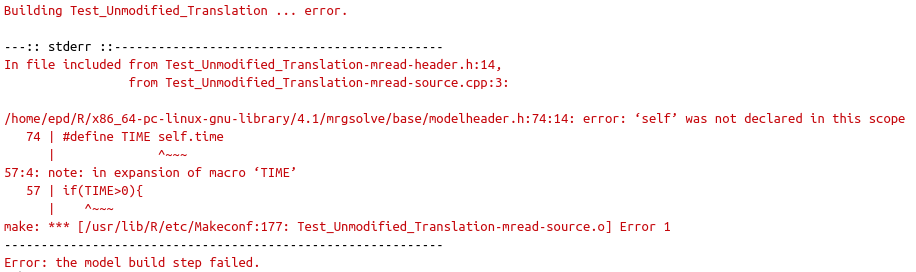 Building Test_Unmodified_Translation ... error.
---:: stderr ::---------------------------------------------
In file included from Test_Unmodified_Translation-mread-header.h:14,
                 from Test_Unmodified_Translation-mread-source.cpp:3:
/home/epd/R/x86_64-pc-linux-gnu-library/4.1/mrgsolve/base/modelheader.h:74:14: error: ‘self’ was not declared in this scope
   74 | #define TIME self.time
      |              ^~~~
57:4: note: in expansion of macro ‘TIME’
   57 | if(TIME>0){
      |    ^~~~
make: *** [/usr/lib/R/etc/Makeconf:177: Test_Unmodified_Translation-mread-source.o] Error 1
------------------------------------------------------------
Error: the model build step failed.